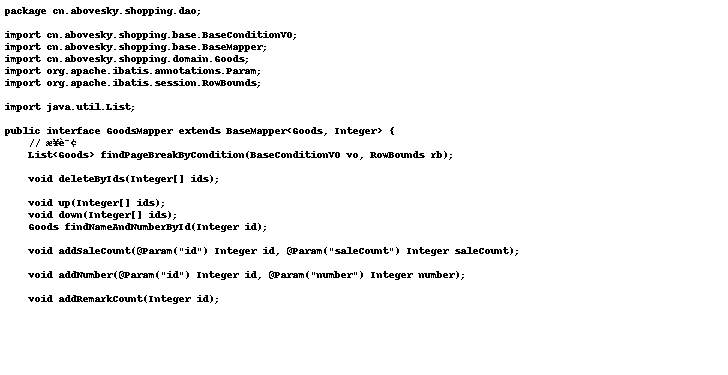 package cn.abovesky.shopping.dao;
import cn.abovesky.shopping.base.BaseConditionVO;
import cn.abovesky.shopping.base.BaseMapper;
import cn.abovesky.shopping.domain.Goods;
import org.apache.ibatis.annotations.Param;
import org.apache.ibatis.session.RowBounds;
import java.util.List;
public interface GoodsMapper extends BaseMapper<Goods, Integer> {
//
List<Goods> findPageBreakByCondition(BaseConditionVO vo, RowBounds rb);
void deleteByIds(Integer[] ids);
void up(Integer[] ids);
void down(Integer[] ids);
Goods findNameAndNumberById(Integer id);
void addSaleCount(@Param("id") Integer id, @Param("saleCount") Integer saleCount);
void addNumber(@Param("id") Integer id, @Param("number") Integer number);
void addRemarkCount(Integer id);